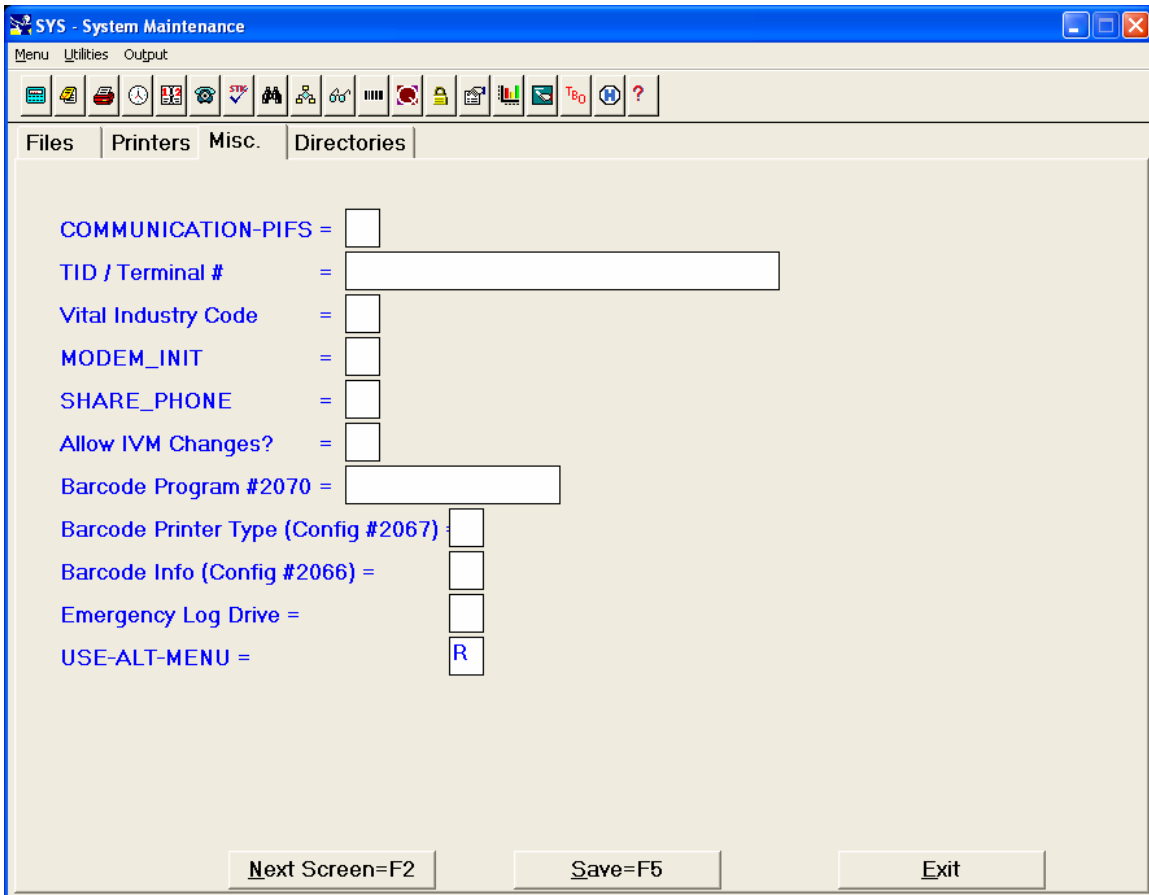 SYS - System Maintenance
Menu Utilities Output
STK TBO H ?
Files Printers Misc. Directories
COMMUNICATION-PIFS =
TID / Terminal # =
Vital Industry Code =
MODEM_INIT =
SHARE_PHONE =
Allow IVM Changes? =
Barcode Program #2070 =
Barcode Printer Type (Config #2067) =
Barcode Info (Config #2066) =
Emergency Log Drive =
USE-ALT-MENU = R
Next Screen=F2 Save=F5 Exit